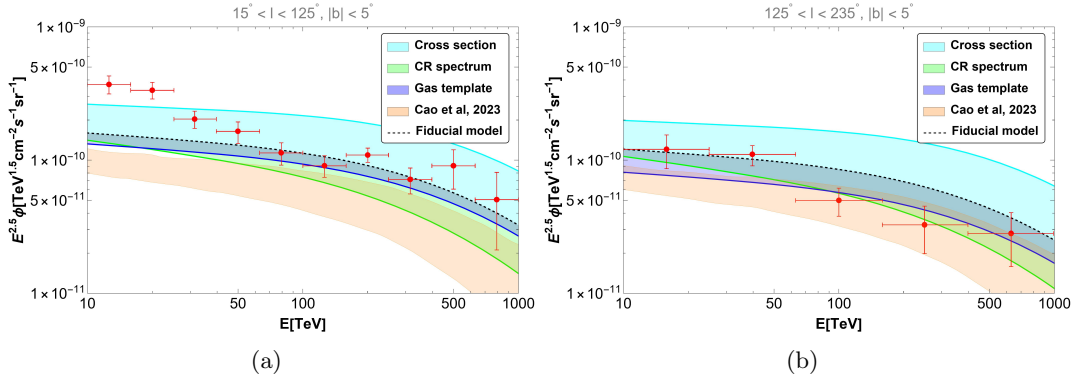 15° < l < 125°, |b| < 5°
1×10⁻⁹
5×10⁻¹⁰
1×10⁻¹⁰
5×10⁻¹¹
1×10⁻¹¹
E^2.5 ϕ[TeV^1.5 cm⁻² s⁻¹ sr⁻¹]
Cross section
CR spectrum
Gas template
Cao et al, 2023
Fiducial model
10 50 100 500 1000
E[TeV]
(a)
125° < l < 235°, |b| < 5°
1×10⁻⁹
5×10⁻¹⁰
1×10⁻¹⁰
5×10⁻¹¹
1×10⁻¹¹
E^2.5 ϕ[TeV^1.5 cm⁻² s⁻¹ sr⁻¹]
Cross section
CR spectrum
Gas template
Cao et al, 2023
Fiducial model
10 50 100 500 1000
E[TeV]
(b)